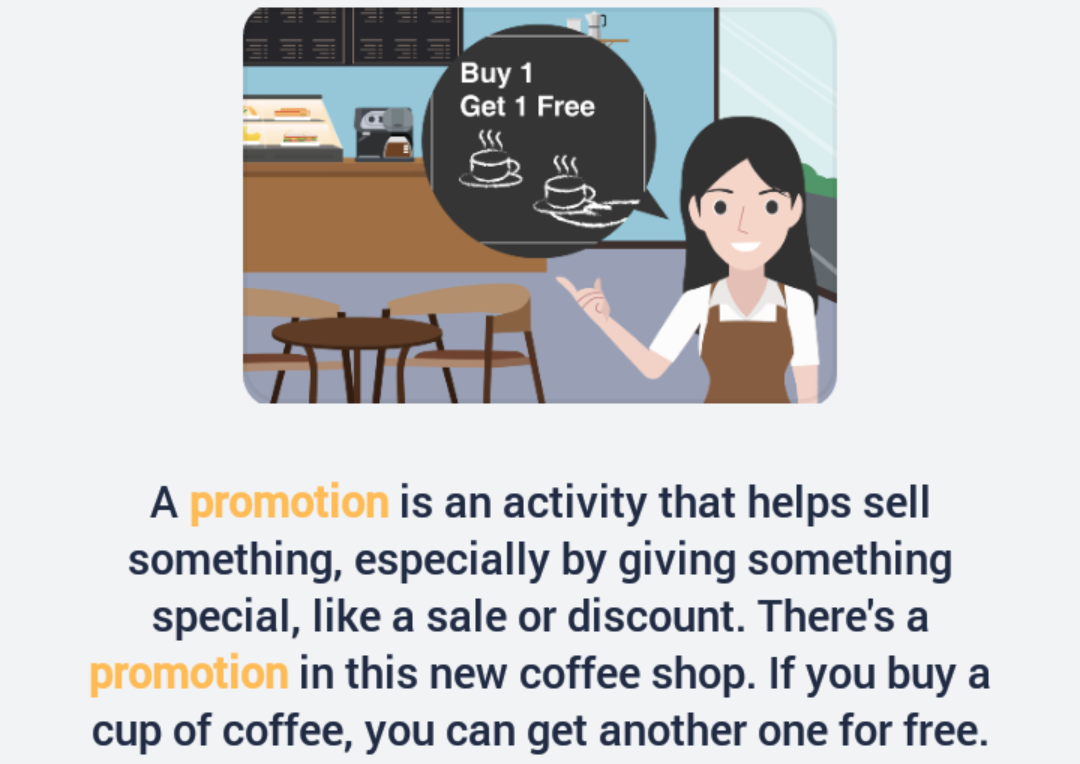 Buy 1
Get 1 Free
A promotion is an activity that helps sell
something, especially by giving something
special, like a sale or discount. There's a
promotion in this new coffee shop. If you buy a
cup of coffee, you can get another one for free.